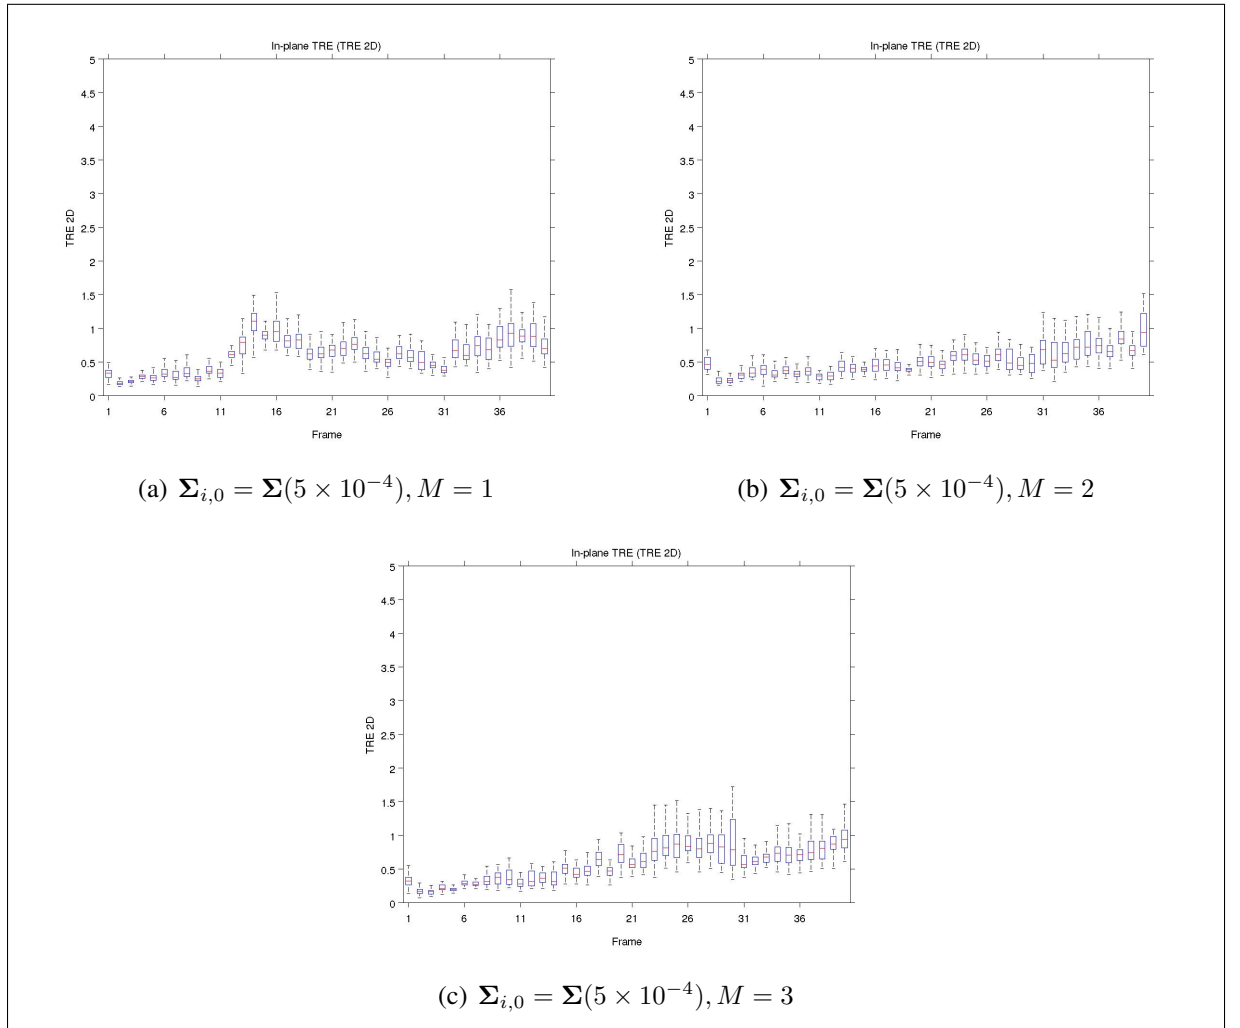 In-plane TRE (TRE 2D)
5
4.5
4
3.5
3
2.5
2
1.5
1
0.5
0
TRE 2D
1 6 11 16 21 26 31 36
Frame
(a) Σi,0 = Σ(5 × 10−4), M = 1
In-plane TRE (TRE 2D)
5
4.5
4
3.5
3
2.5
2
1.5
1
0.5
0
TRE 2D
1 6 11 16 21 26 31 36
Frame
(b) Σi,0 = Σ(5 × 10−4), M = 2
In-plane TRE (TRE 2D)
5
4.5
4
3.5
3
2.5
2
1.5
1
0.5
0
TRE 2D
1 6 11 16 21 26 31 36
Frame
(c) Σi,0 = Σ(5 × 10−4), M = 3